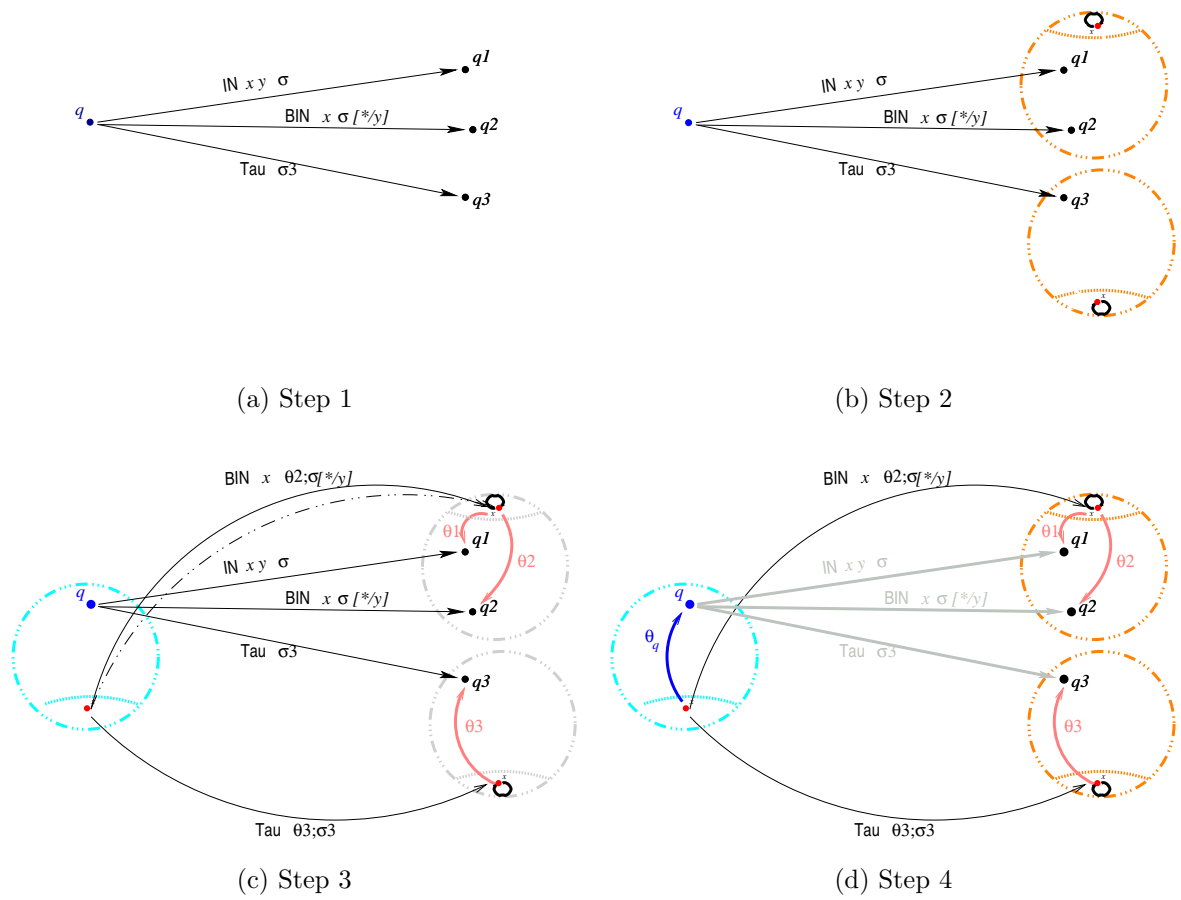 q1
IN x y σ
q
BIN x σ [*/y]
q2
Tau σ3
q3
(a) Step 1
x
q1
IN x y σ
q
BIN x σ [*/y]
q2
Tau σ3
q3
x
(b) Step 2
BIN x θ2;σ[*/y]
x
θ1
q1
IN x y σ
θ2
q
BIN x σ [*/y]
q2
Tau σ3
q3
θ3
x
Tau θ3;σ3
(c) Step 3
BIN x θ2;σ[*/y]
x
θ1
q1
IN x y σ
θ2
q
BIN x σ [*/y]
q2
θq
Tau σ3
q3
θ3
x
Tau θ3;σ3
(d) Step 4